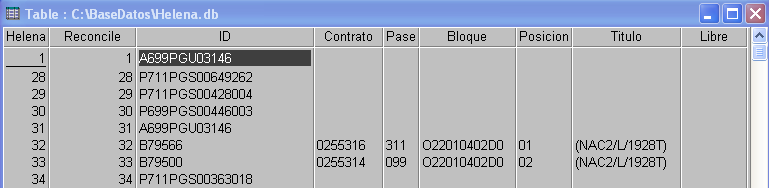 Table : C:\BaseDatos\Helena.db
Helena Reconcile ID Contrato Pase Bloque Posicion Titulo Libre
1 1 A699PGU03146
28 28 P711PGS00649262
29 29 P711PGS00428004
30 30 P699PGS00446003
31 31 A699PGU03146
32 32 B79566 0255316 311 O22010402D0 01 (NAC2/L/1928T)
33 33 B79500 0255314 099 O22010402D0 02 (NAC2/L/1928T)
34 34 P711PGS00363018